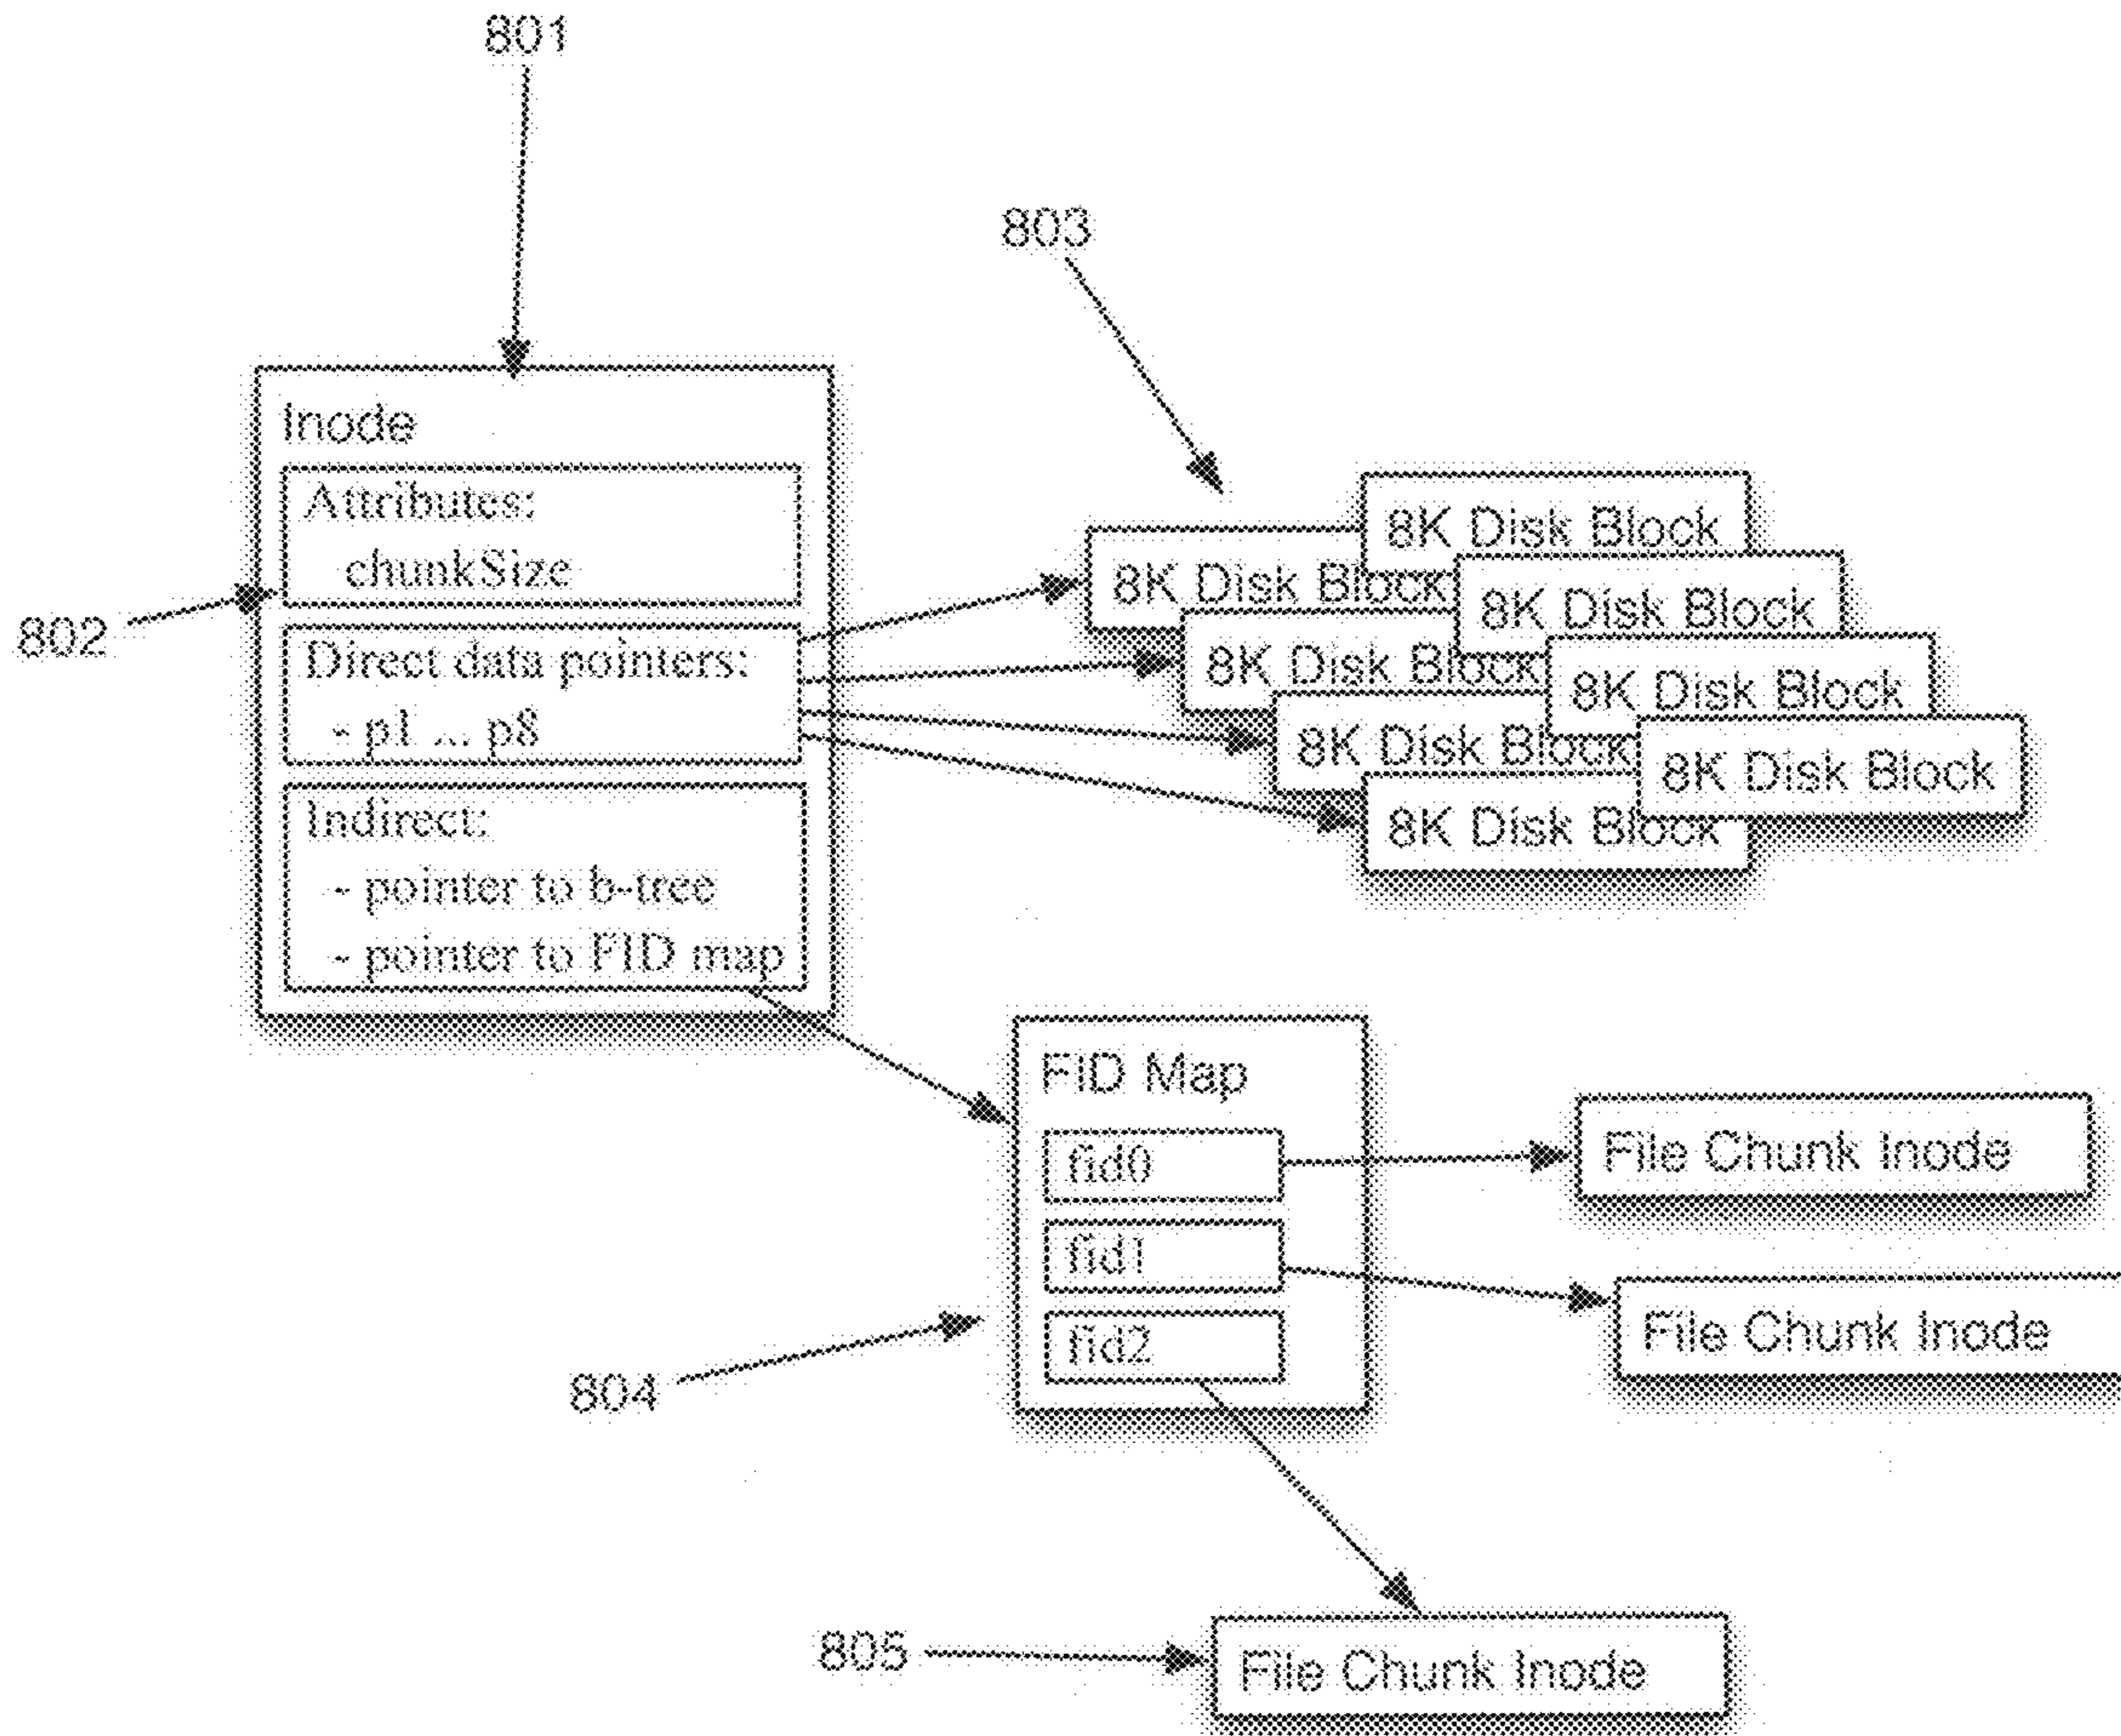 801
803
Inode
Attributes:
chunkSize
802
Direct data pointers:
- p1 ... p8
Indirect:
- pointer to b-tree
- pointer to FID map
8K Disk Block
8K Disk Block
8K Disk Block
8K Disk Block
8K Disk Block
8K Disk Block
8K Disk Block
8K Disk Block
FID Map
fid0
fid1
fid2
804
File Chunk Inode
File Chunk Inode
805
File Chunk Inode